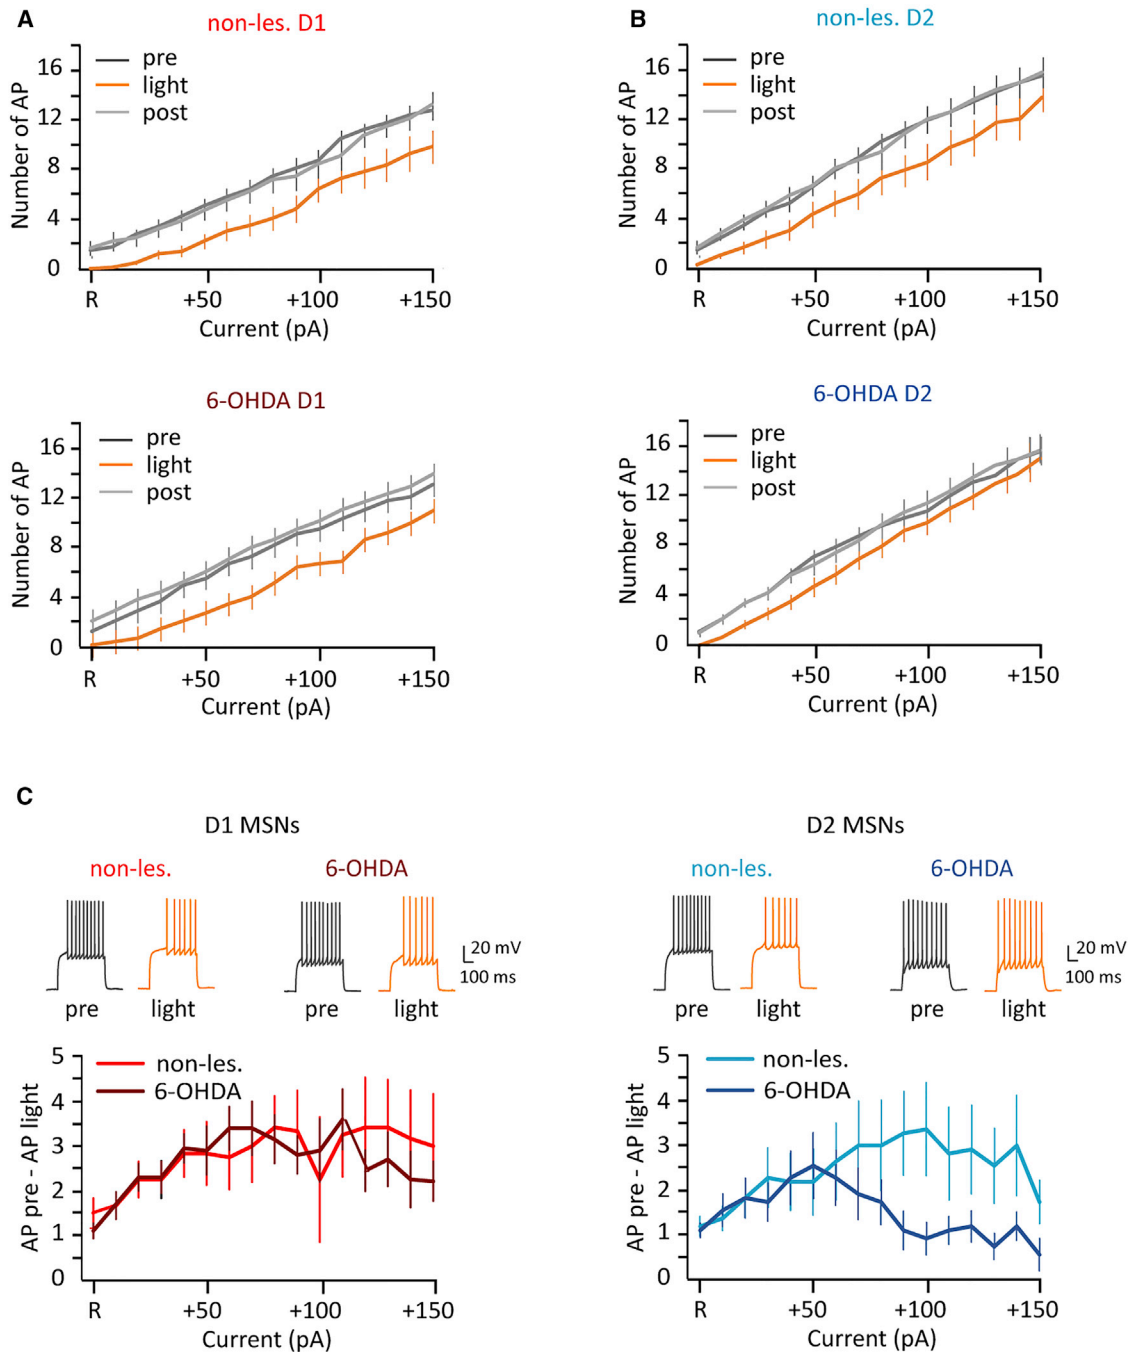 A
non-les. D1
Number of AP
16
12
8
4
0
pre
light
post
R
+50
+100
+150
Current (pA)
B
non-les. D2
Number of AP
16
12
8
4
0
pre
light
post
R
+50
+100
+150
Current (pA)
6-OHDA D1
Number of AP
16
12
8
4
0
pre
light
post
R
+50
+100
+150
Current (pA)
6-OHDA D2
Number of AP
16
12
8
4
0
pre
light
post
R
+50
+100
+150
Current (pA)
C
D1 MSNs
non-les.
6-OHDA
20 mV
100 ms
pre
light
pre
light
AP pre - AP light
5
4
3
2
1
0
non-les.
6-OHDA
R
+50
+100
+150
Current (pA)
D2 MSNs
non-les.
6-OHDA
20 mV
100 ms
pre
light
pre
light
AP pre - AP light
5
4
3
2
1
0
non-les.
6-OHDA
R
+50
+100
+150
Current (pA)